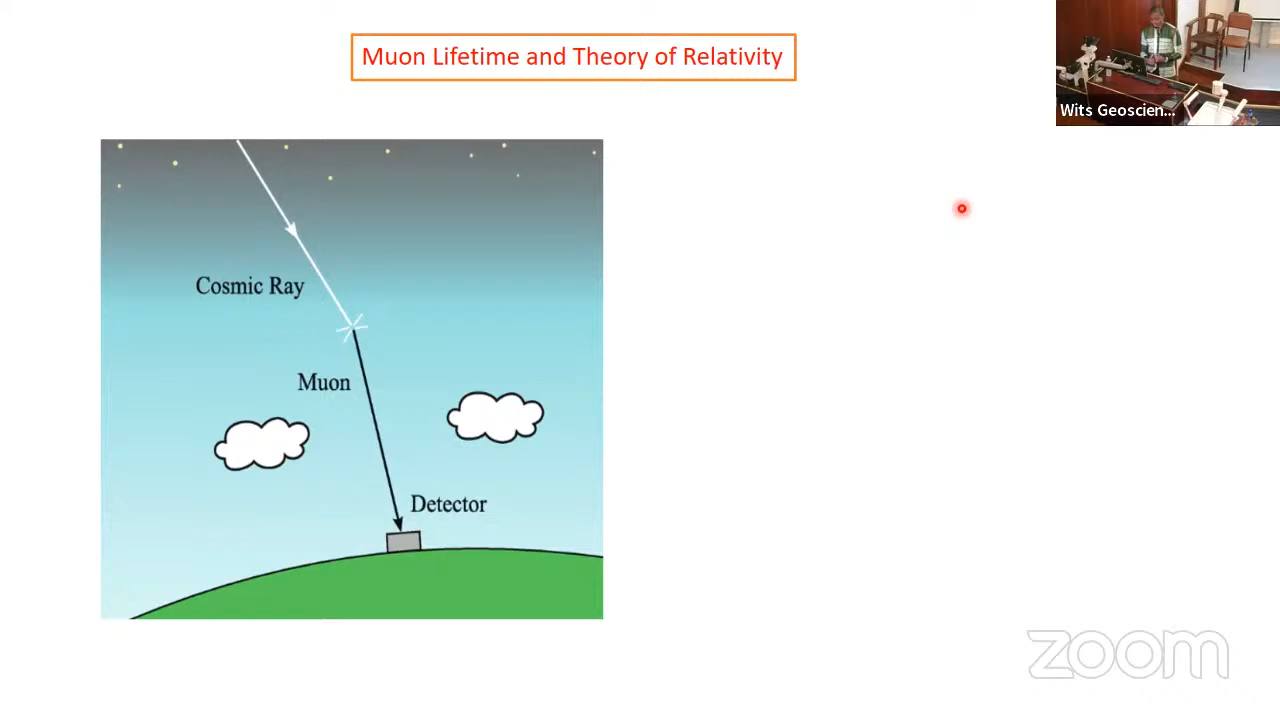 Muon Lifetime and Theory of Relativity
Wits Geoscien...
Cosmic Ray
Muon
Detector
zoom